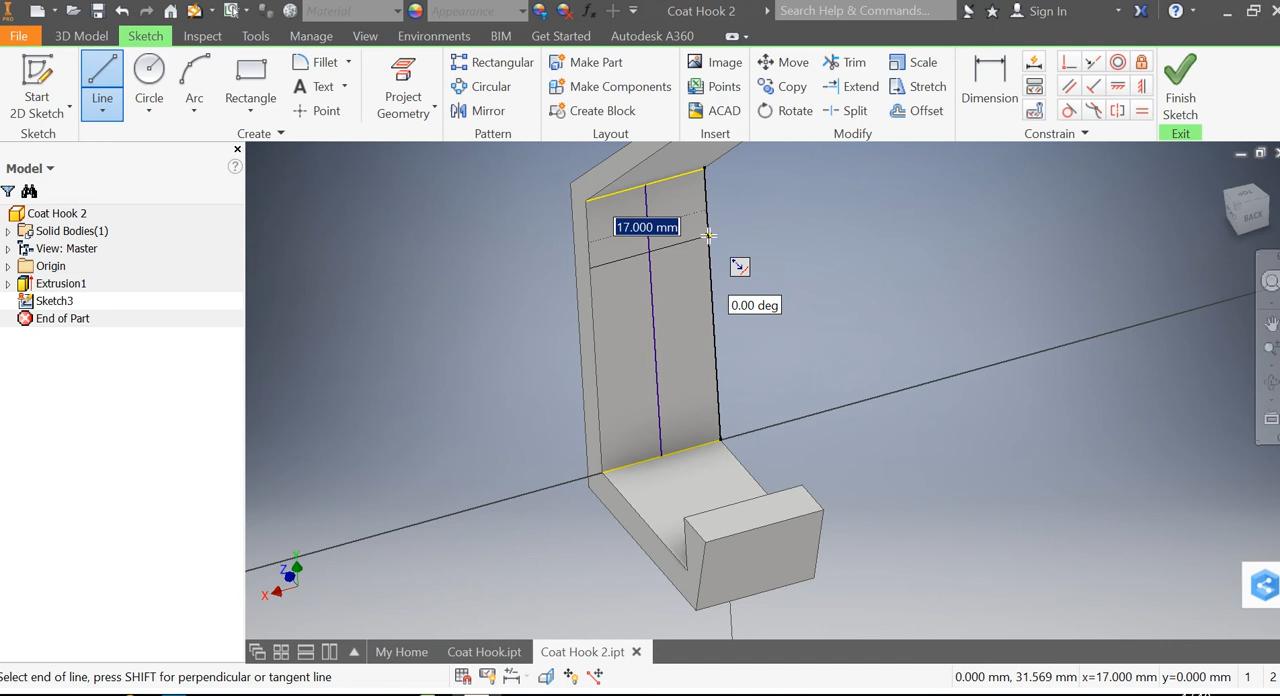 I
PRO
Material
Appearance
Coat Hook 2
Search Help & Commands...
Sign In
File
3D Model
Sketch
Inspect
Tools
Manage
View
Environments
BIM
Get Started
Autodesk A360
Start
2D Sketch
Line
Circle
Arc
Rectangle
Fillet
Text
Point
Project
Geometry
Rectangular
Circular
Mirror
Make Part
Make Components
Create Block
Image
Points
ACAD
Move
Copy
Rotate
Trim
Extend
Split
Scale
Stretch
Offset
Dimension
Finish
Sketch
Sketch
Create
Pattern
Layout
Insert
Modify
Constrain
Exit
Model
Coat Hook 2
Solid Bodies(1)
View: Master
Origin
Extrusion1
Sketch3
End of Part
17.000 mm
0.00 deg
TOP
BACK
Y
Z
X
My Home
Coat Hook.ipt
Coat Hook 2.ipt
Select end of line, press SHIFT for perpendicular or tangent line
0.000 mm, 31.569 mm
x=17.000 mm
y=0.000 mm
1
2